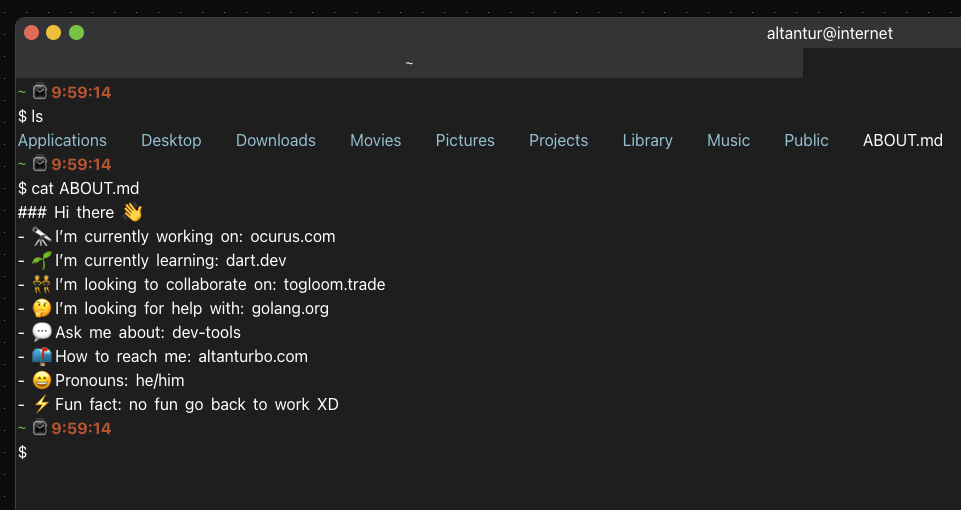 altantur@internet
~
~ ⌚ 9:59:14
$ ls
Applications Desktop Downloads Movies Pictures Projects Library Music Public ABOUT.md
~ ⌚ 9:59:14
$ cat ABOUT.md
### Hi there 👋
- 🔭 I’m currently working on: ocurus.com
- 🌱 I’m currently learning: dart.dev
- 👯 I’m looking to collaborate on: togloom.trade
- 🤔 I’m looking for help with: golang.org
- 💬 Ask me about: dev-tools
- 📫 How to reach me: altanturbo.com
- 😄 Pronouns: he/him
- ⚡ Fun fact: no fun go back to work XD
~ ⌚ 9:59:14
$